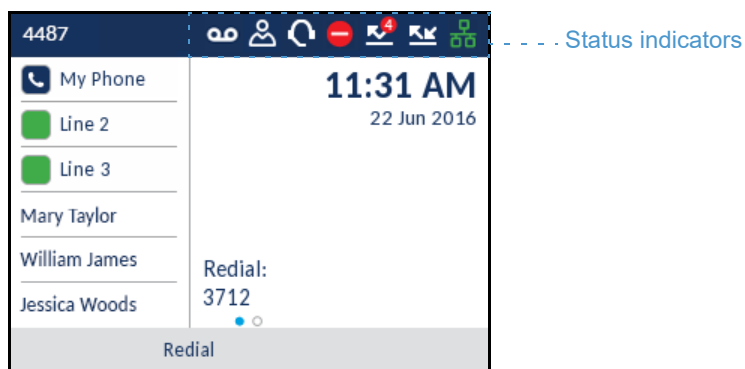 4487
4
Status indicators
My Phone
11:31 AM
22 Jun 2016
Line 2
Line 3
Mary Taylor
William James
Jessica Woods
Redial:
3712
Redial